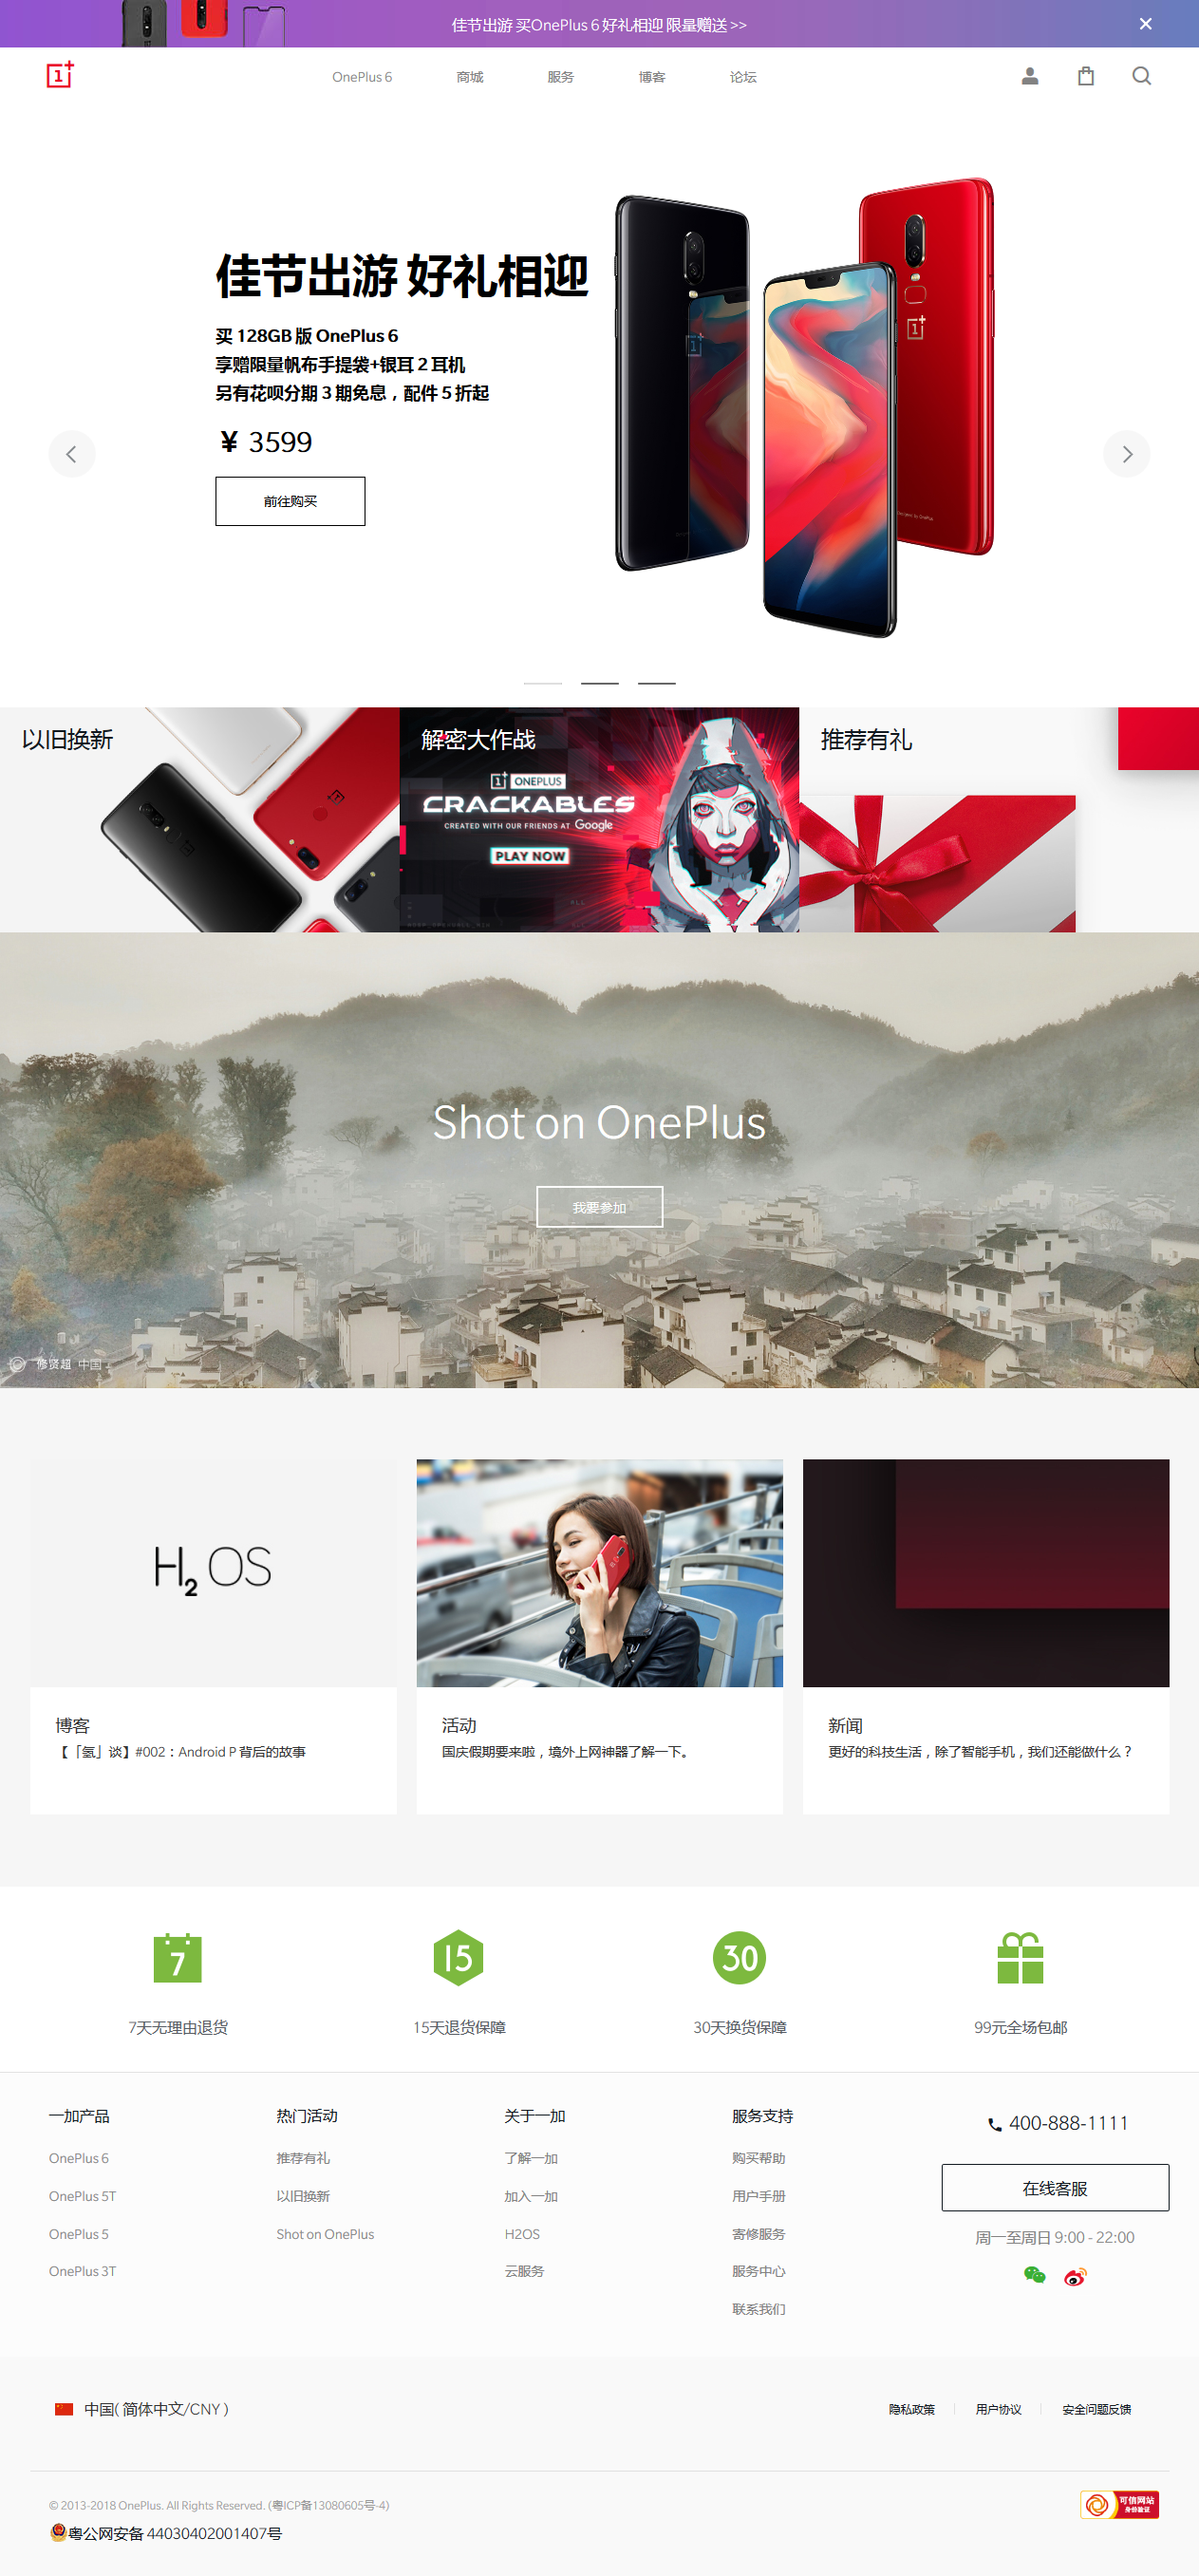 佳节出游 买OnePlus 6 好礼相迎 限量赠送 >>
OnePlus 6
商城
服务
博客
论坛
佳节出游 好礼相迎
买 128GB 版 OnePlus 6
享赠限量帆布手提袋+银耳 2 耳机
另有花呗分期 3 期免息，配件 5 折起
¥ 3599
前往购买
以旧换新
解密大作战
ONEPLUS
CRACKABLES
CREATED WITH OUR FRIENDS AT Google
PLAY NOW
推荐有礼
Shot on OnePlus
我要参加
修贤超 中国
H2 OS
博客
【「氢」谈】#002：Android P 背后的故事
活动
国庆假期要来啦，境外上网神器了解一下。
新闻
更好的科技生活，除了智能手机，我们还能做什么？
7
15
30
7天无理由退货
15天退货保障
30天换货保障
99元全场包邮
一加产品
OnePlus 6
OnePlus 5T
OnePlus 5
OnePlus 3T
热门活动
推荐有礼
以旧换新
Shot on OnePlus
关于一加
了解一加
加入一加
H2OS
云服务
服务支持
购买帮助
用户手册
寄修服务
服务中心
联系我们
400-888-1111
在线客服
周一至周日 9:00 - 22:00
中国( 简体中文/CNY )
隐私政策
用户协议
安全问题反馈
© 2013-2018 OnePlus. All Rights Reserved. (粤ICP备13080605号-4)
粤公网安备 44030402001407号
可信网站
身份验证